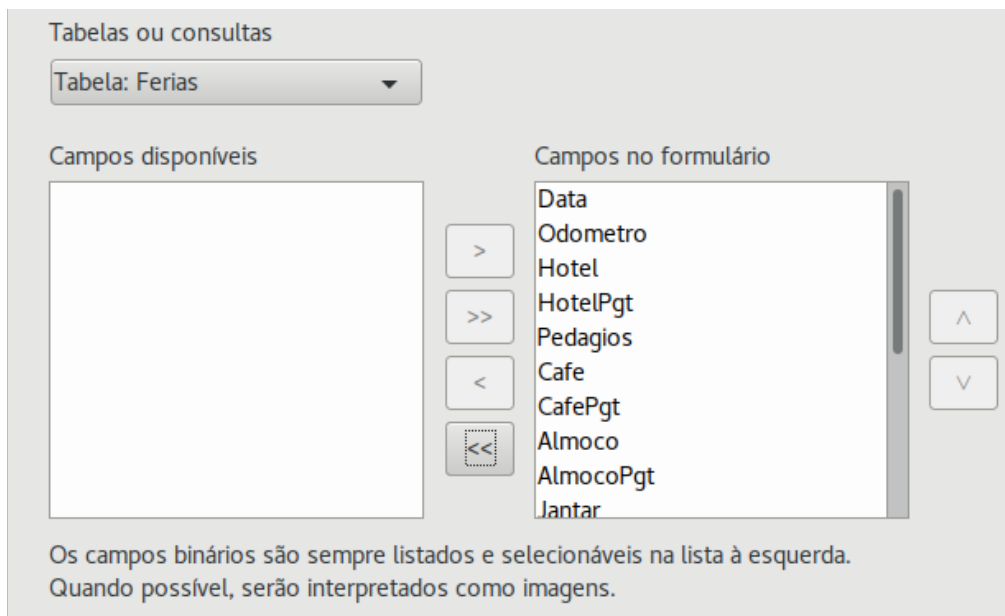 Tabelas ou consultas
Tabela: Ferias
Campos disponíveis
Campos no formulário
Data
Odometro
Hotel
HotelPgt
Pedagios
Cafe
CafePgt
Almoco
AlmocoPgt
Jantar
>
>>
<
<<
^
v
Os campos binários são sempre listados e selecionáveis na lista à esquerda.
Quando possível, serão interpretados como imagens.